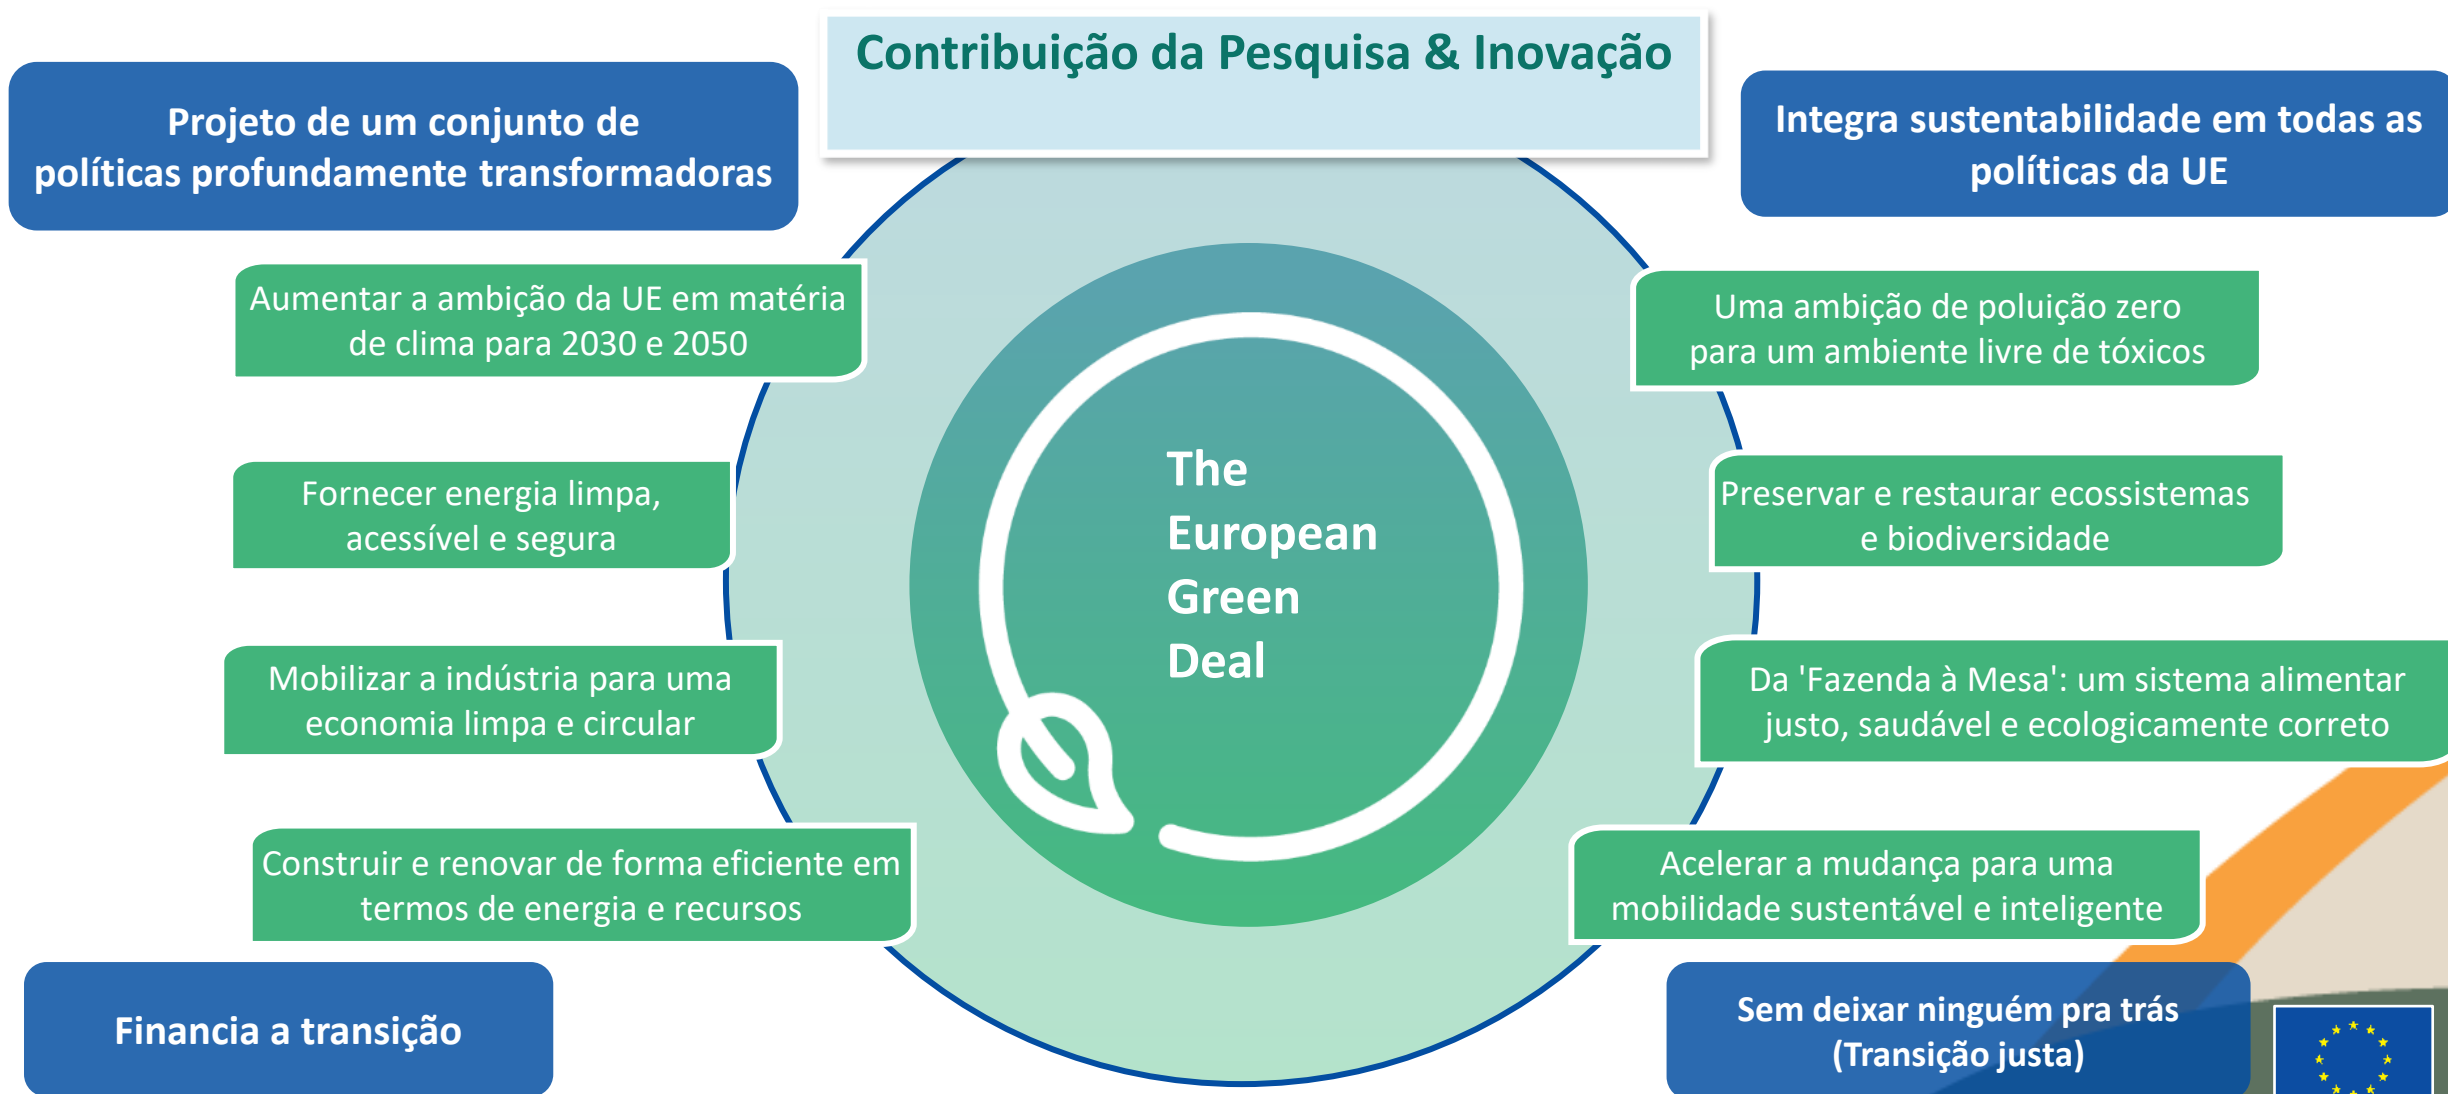 Contribuição da Pesquisa & Inovação
Projeto de um conjunto de
políticas profundamente transformadoras
Integra sustentabilidade em todas as
políticas da UE
Aumentar a ambição da UE em matéria
de clima para 2030 e 2050
Fornecer energia limpa,
acessível e segura
Mobilizar a indústria para uma
economia limpa e circular
Construir e renovar de forma eficiente em
termos de energia e recursos
The
European
Green
Deal
Uma ambição de poluição zero
para um ambiente livre de tóxicos
Preservar e restaurar ecossistemas
e biodiversidade
Da 'Fazenda à Mesa': um sistema alimentar
justo, saudável e ecologicamente correto
Acelerar a mudança para uma
mobilidade sustentável e inteligente
Financia a transição
Sem deixar ninguém pra trás
(Transição justa)